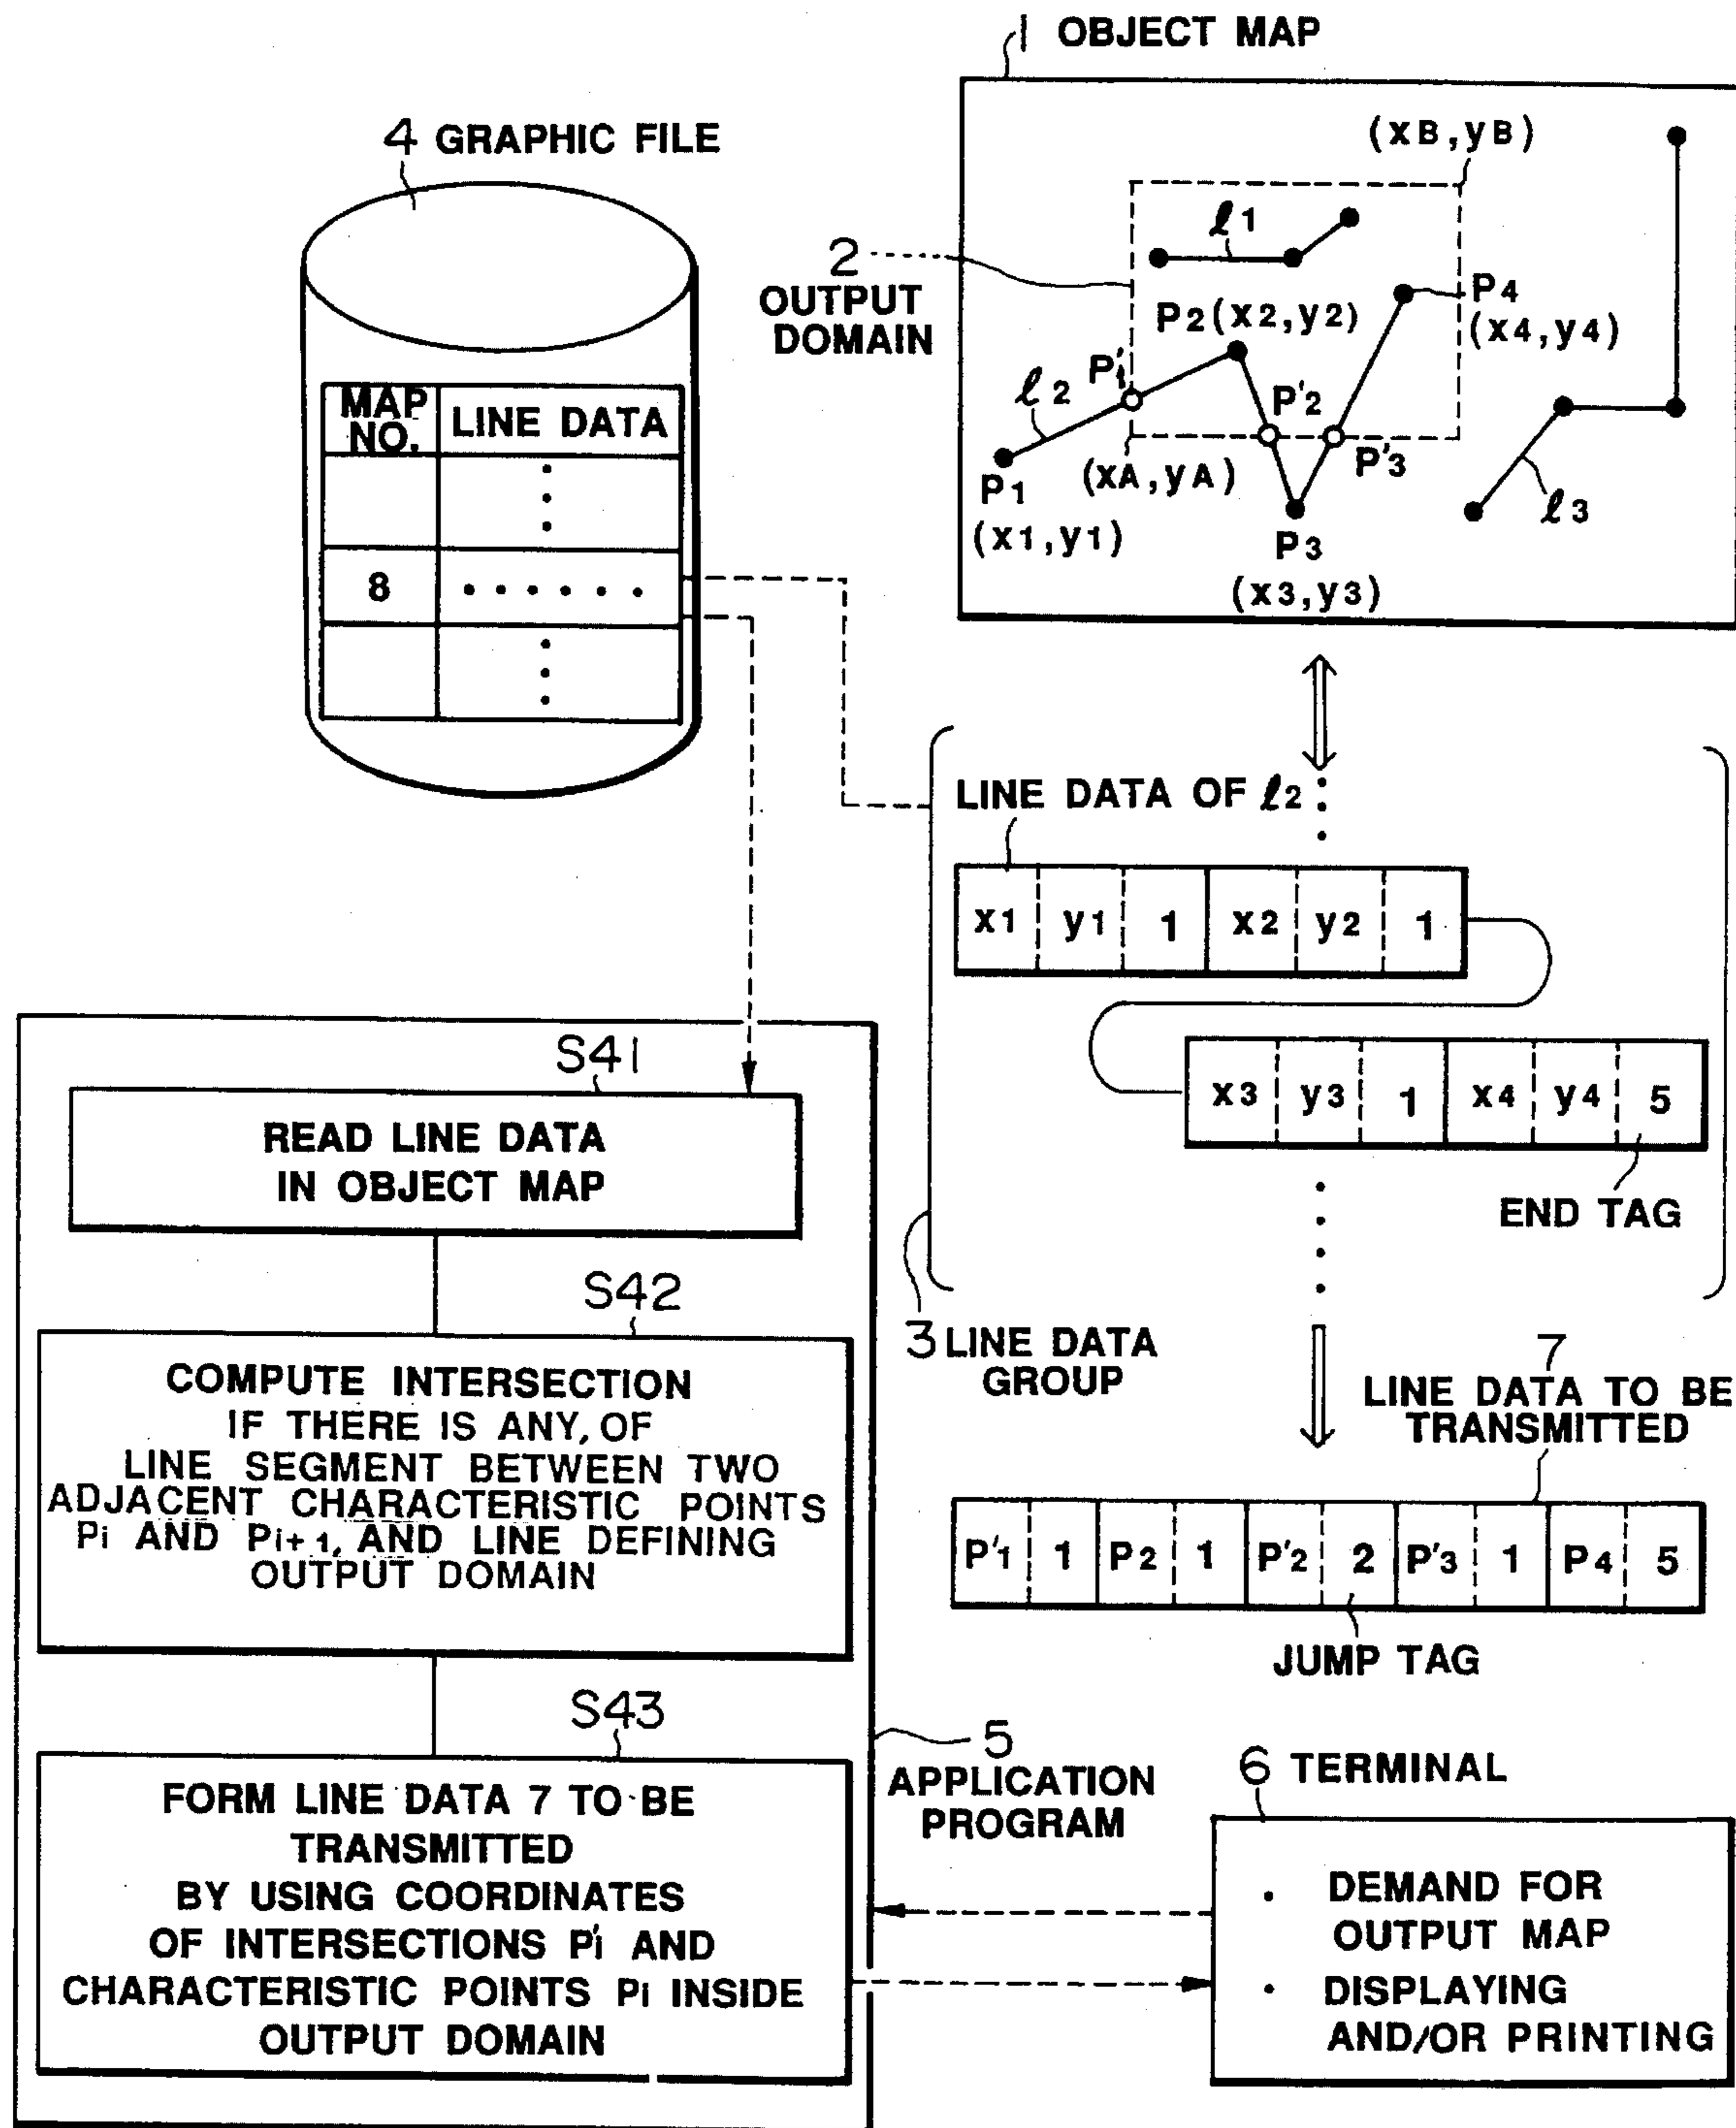 1 OBJECT MAP
4 GRAPHIC FILE
MAP NO.
LINE DATA
8
2
OUTPUT
DOMAIN
(xB,yB)
ℓ1
P2(x2,y2)
P4
(x4,y4)
P'1
ℓ2
P'2
P'3
P1
(x1,y1)
(xA,yA)
P3
(x3,y3)
ℓ3
LINE DATA OF ℓ2
x1 y1 1 x2 y2 1
x3 y3 1 x4 y4 5
END TAG
3 LINE DATA
GROUP
7
LINE DATA TO BE
TRANSMITTED
P'1 1 P2 1 P'2 2 P'3 1 P4 5
JUMP TAG
S41
READ LINE DATA
IN OBJECT MAP
S42
COMPUTE INTERSECTION
IF THERE IS ANY, OF
LINE SEGMENT BETWEEN TWO
ADJACENT CHARACTERISTIC POINTS
Pi AND Pi+1, AND LINE DEFINING
OUTPUT DOMAIN
S43
FORM LINE DATA 7 TO BE
TRANSMITTED
BY USING COORDINATES
OF INTERSECTIONS P'i AND
CHARACTERISTIC POINTS Pi INSIDE
OUTPUT DOMAIN
5
APPLICATION
PROGRAM
6 TERMINAL
· DEMAND FOR
OUTPUT MAP
· DISPLAYING
AND/OR PRINTING